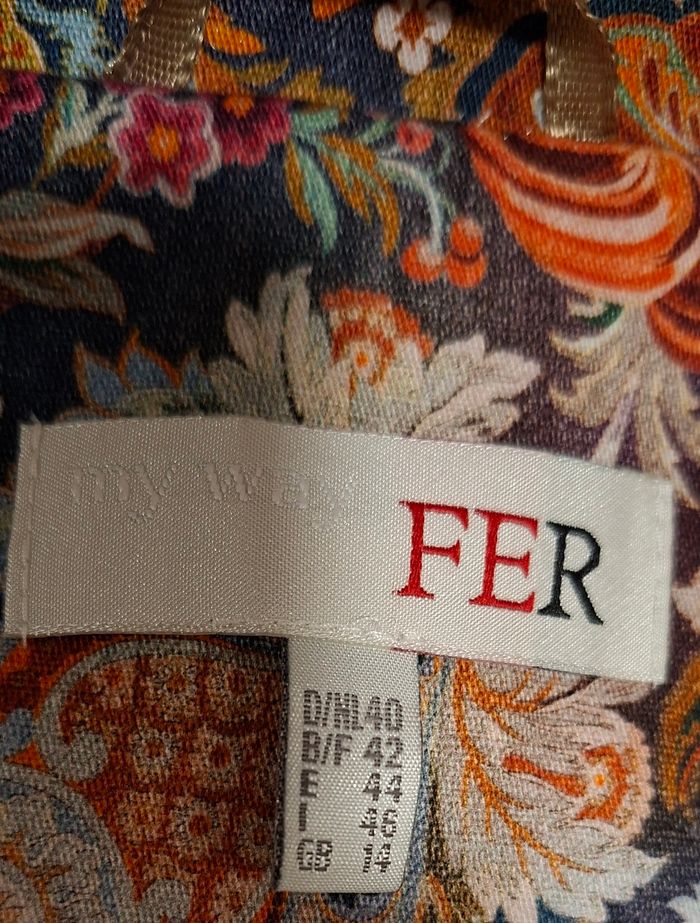 my way FER
D/NL 40
B/F 42
E 44
I 46
GB 14